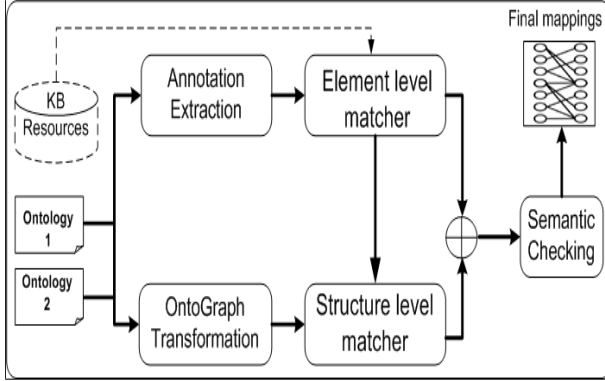 Final mappings
KB
Resources
Annotation
Extraction
Element level
matcher
Ontology
1
Ontology
2
Semantic
Checking
OntoGraph
Transformation
Structure level
matcher